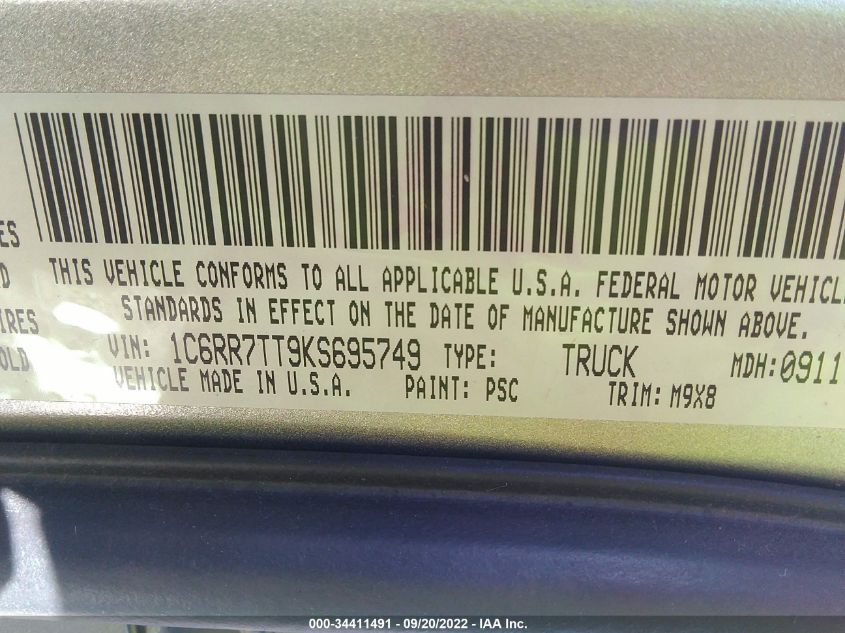 ES
D
THIS VEHICLE CONFORMS TO ALL APPLICABLE U.S.A. FEDERAL MOTOR VEHICLE
IRES
STANDARDS IN EFFECT ON THE DATE OF MANUFACTURE SHOWN ABOVE.
OLD
VIN: 1C6RR7TT9KS695749 TYPE: TRUCK MDH: 0911
VEHICLE MADE IN U.S.A. PAINT: PSC TRIM: M9X8
000-34411491 - 09/20/2022 - IAA Inc.